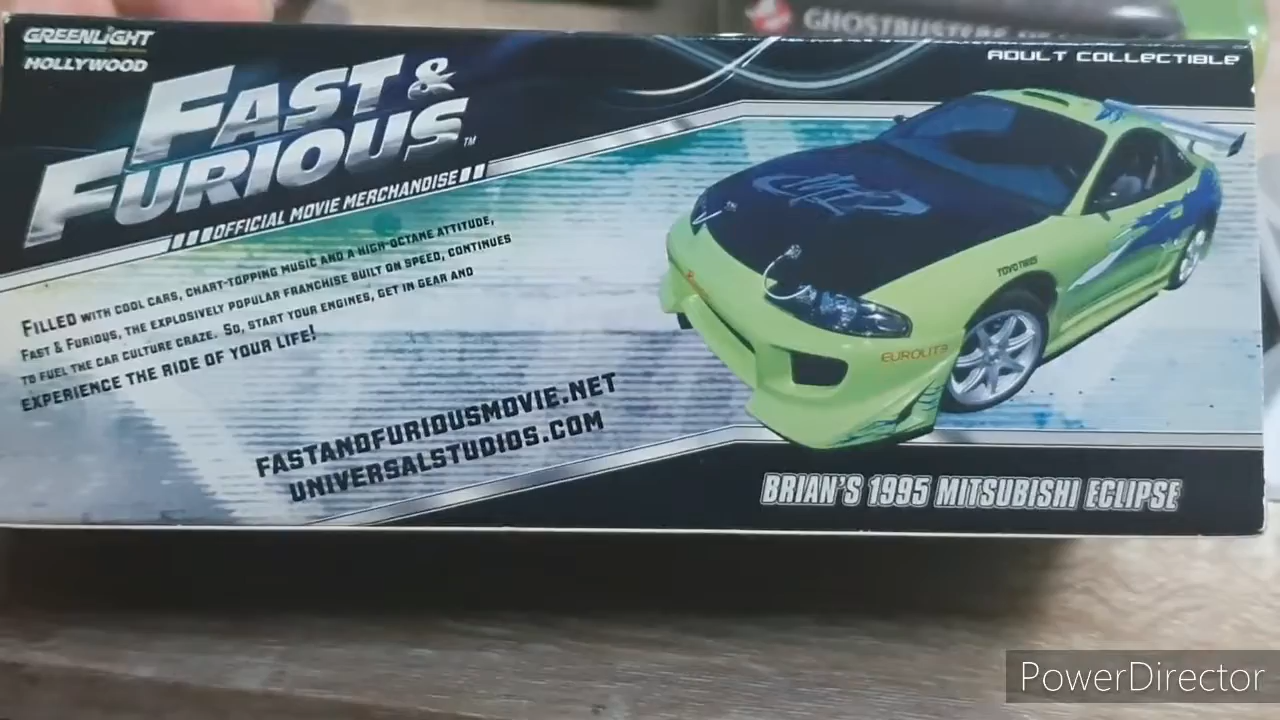 GHOSTBUSTERS
GREENLIGHT
HOLLYWOOD
ADULT COLLECTIBLE
FAST &
FURIOUS™
OFFICIAL MOVIE MERCHANDISE
FILLED WITH COOL CARS, CHART-TOPPING MUSIC AND A HIGH-OCTANE ATTITUDE,
FAST & FURIOUS, THE EXPLOSIVELY POPULAR FRANCHISE BUILT ON SPEED, CONTINUES
TO FUEL THE CAR CULTURE CRAZE. SO, START YOUR ENGINES, GET IN GEAR AND
EXPERIENCE THE RIDE OF YOUR LIFE!
FASTANDFURIOUSMOVIE.NET
UNIVERSALSTUDIOS.COM
TOYO TIRES
EUROLITE
BRIAN'S 1995 MITSUBISHI ECLIPSE
PowerDirector